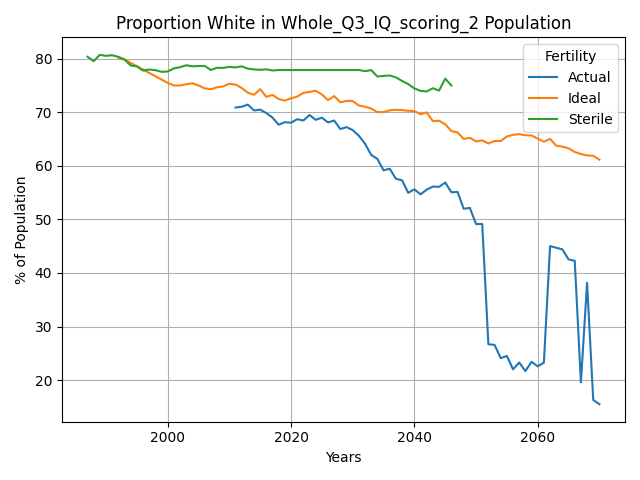 Proportion White in Whole_Q3_IQ_scoring_2 Population
% of Population
80
70
60
50
40
30
20
Fertility
Actual
Ideal
Sterile
2000 2020 2040 2060
Years